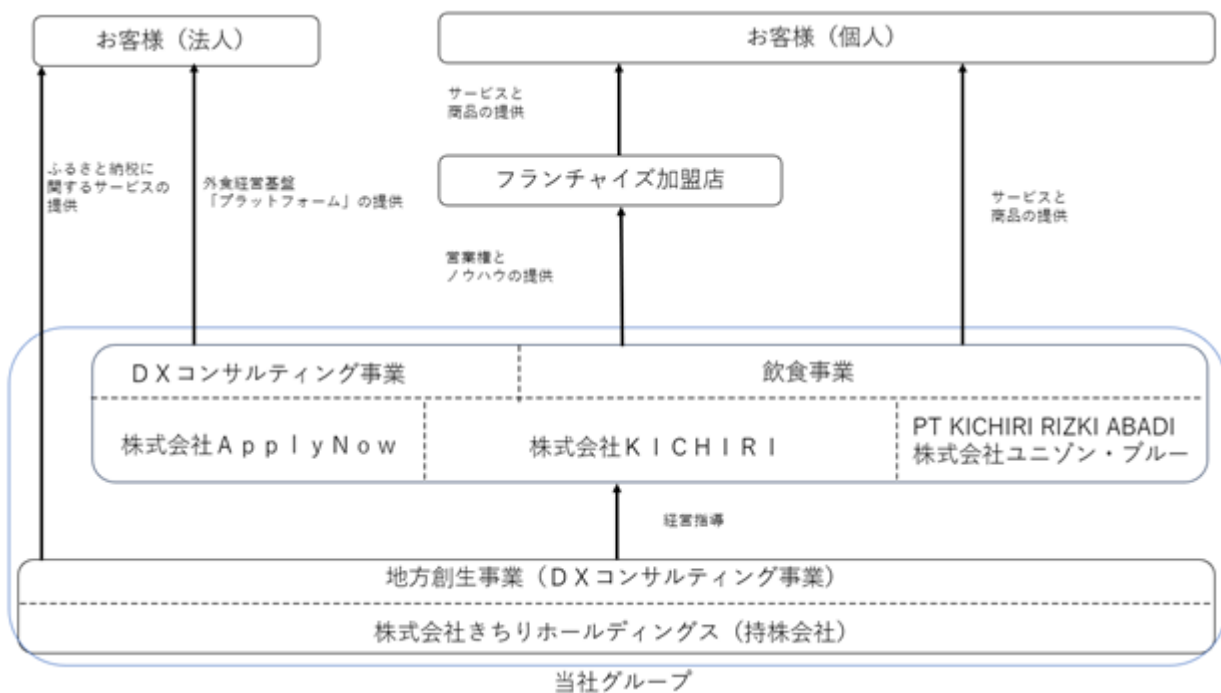 お客様（法人）
お客様（個人）
サービスと
商品の提供
ふるさと納税に
関するサービスの
提供
外食経営基盤
「プラットフォーム」の提供
フランチャイズ加盟店
サービスと
商品の提供
営業権と
ノウハウの提供
ＤＸコンサルティング事業
飲食事業
株式会社ＡｐｐｌｙＮｏｗ
株式会社ＫＩＣＨＩＲＩ
PT KICHIRI RIZKI ABADI
株式会社ユニゾン・ブルー
経営指導
地方創生事業（ＤＸコンサルティング事業）
株式会社きちりホールディングス（持株会社）
当社グループ